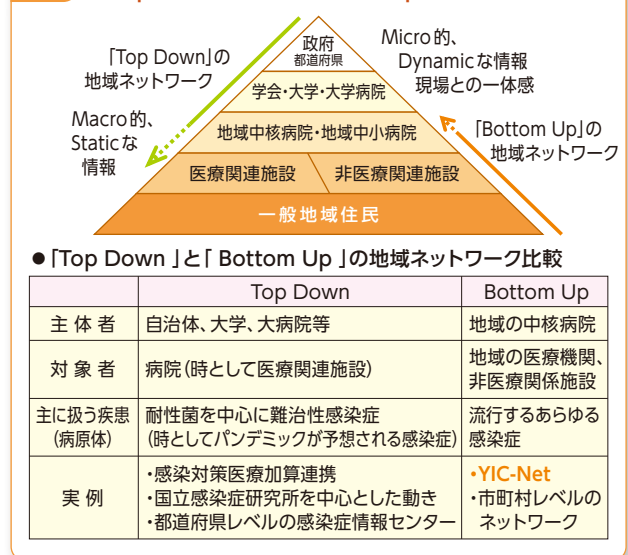 政府
都道府県
学会・大学・大学病院
地域中核病院・地域中小病院
医療関連施設
非医療関連施設
一般地域住民
「Top Down」の
地域ネットワーク
Macro的、
Staticな
情報
Micro的、
Dynamicな情報
現場との一体感
「Bottom Up」の
地域ネットワーク
●「Top Down 」と「 Bottom Up 」の地域ネットワーク比較
Top Down
Bottom Up
主体者
自治体、大学、大病院等
地域の中核病院
対象者
病院(時として医療関連施設)
地域の医療機関、
非医療関係施設
主に扱う疾患
(病原体)
耐性菌を中心に難治性感染症
(時としてパンデミックが予想される感染症)
流行するあらゆる
感染症
実例
・感染対策医療加算連携
・国立感染症研究所を中心とした動き
・都道府県レベルの感染症情報センター
・YIC-Net
・市町村レベルの
ネットワーク